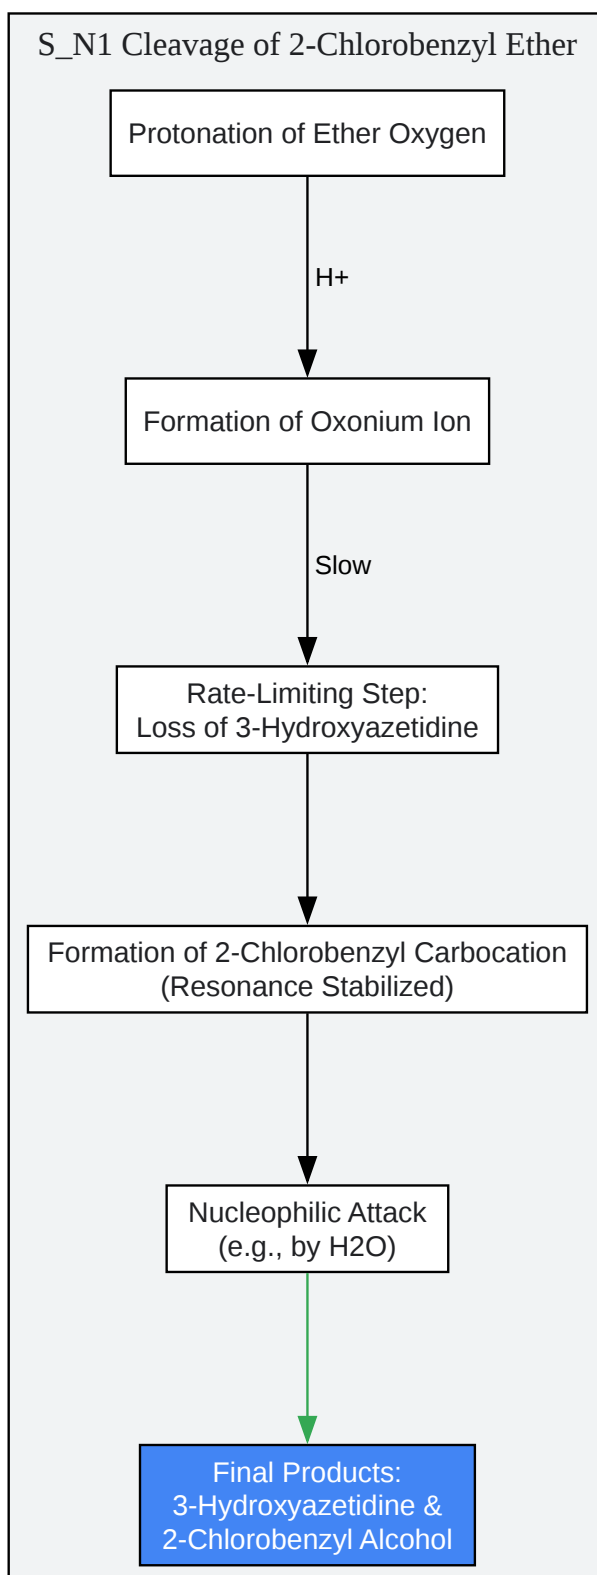 S_N1 Cleavage of 2-Chlorobenzyl Ether
Protonation of Ether Oxygen
H+
Formation of Oxonium Ion
Slow
Rate-Limiting Step:
Loss of 3-Hydroxyazetidine
Formation of 2-Chlorobenzyl Carbocation
(Resonance Stabilized)
Nucleophilic Attack
(e.g., by H2O)
Final Products:
3-Hydroxyazetidine &
2-Chlorobenzyl Alcohol